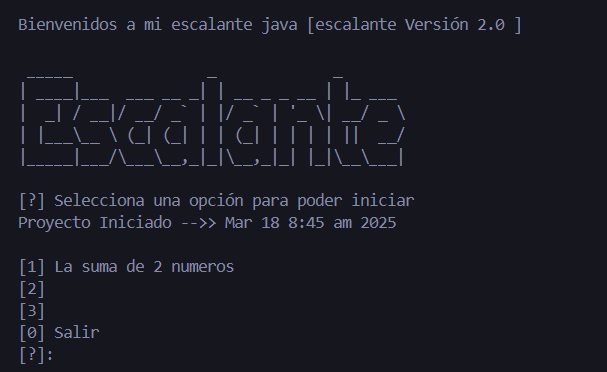 Bienvenidos a mi escalante java [escalante Versión 2.0 ]
Escalante
[?] Selecciona una opción para poder iniciar
Proyecto Iniciado -->> Mar 18 8:45 am 2025
[1] La suma de 2 numeros
[2]
[3]
[0] Salir
[?]: